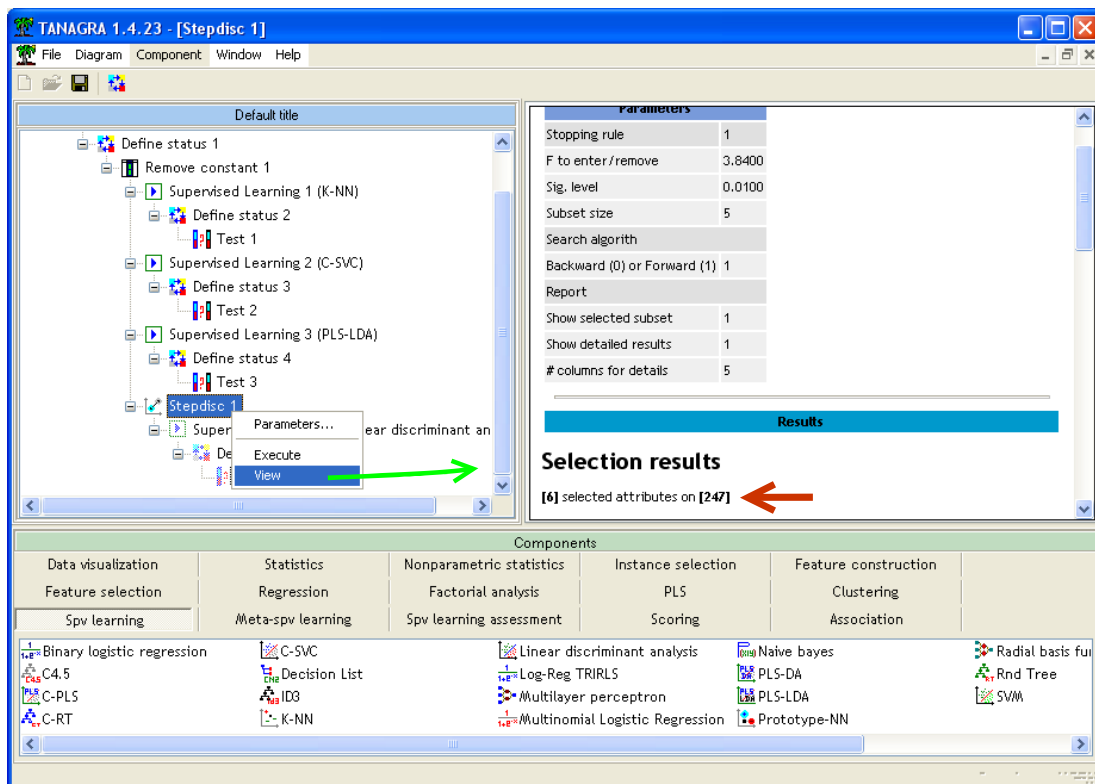 TANAGRA 1.4.23 - [Stepdisc 1]
File Diagram Component Window Help
Default title
Define status 1
Remove constant 1
Supervised Learning 1 (K-NN)
Define status 2
Test 1
Supervised Learning 2 (C-SVC)
Define status 3
Test 2
Supervised Learning 3 (PLS-LDA)
Define status 4
Test 3
Stepdisc 1
Super ear discriminant an
De
Parameters...
Execute
View
Parameters
Stopping rule 1
F to enter/remove 3.8400
Sig. level 0.0100
Subset size 5
Search algorith
Backward (0) or Forward (1) 1
Report
Show selected subset 1
Show detailed results 1
# columns for details 5
Results
Selection results
[6] selected attributes on [247]
Components
Data visualization Statistics Nonparametric statistics Instance selection Feature construction
Feature selection Regression Factorial analysis PLS Clustering
Spv learning Meta-spv learning Spv learning assessment Scoring Association
Binary logistic regression C-SVC Linear discriminant analysis Naive bayes Radial basis fu
C4.5 Decision List Log-Reg TRIRLS PLS-DA Rnd Tree
C-PLS ID3 Multilayer perceptron PLS-LDA SVM
C-RT K-NN Multinomial Logistic Regression Prototype-NN